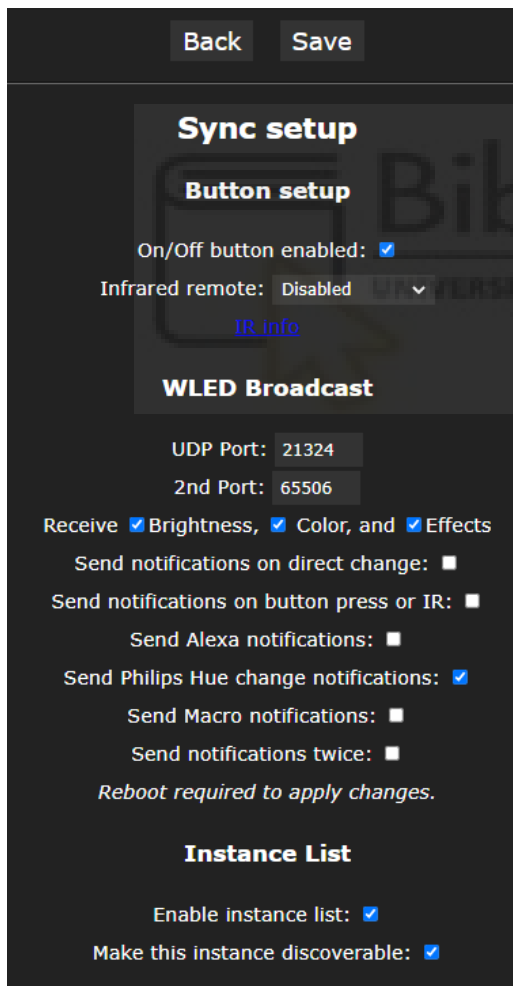 Back Save
Sync setup
Button setup
On/Off button enabled:
Infrared remote: Disabled
IR info
WLED Broadcast
UDP Port: 21324
2nd Port: 65506
Receive Brightness, Color, and Effects
Send notifications on direct change:
Send notifications on button press or IR:
Send Alexa notifications:
Send Philips Hue change notifications:
Send Macro notifications:
Send notifications twice:
Reboot required to apply changes.
Instance List
Enable instance list:
Make this instance discoverable: